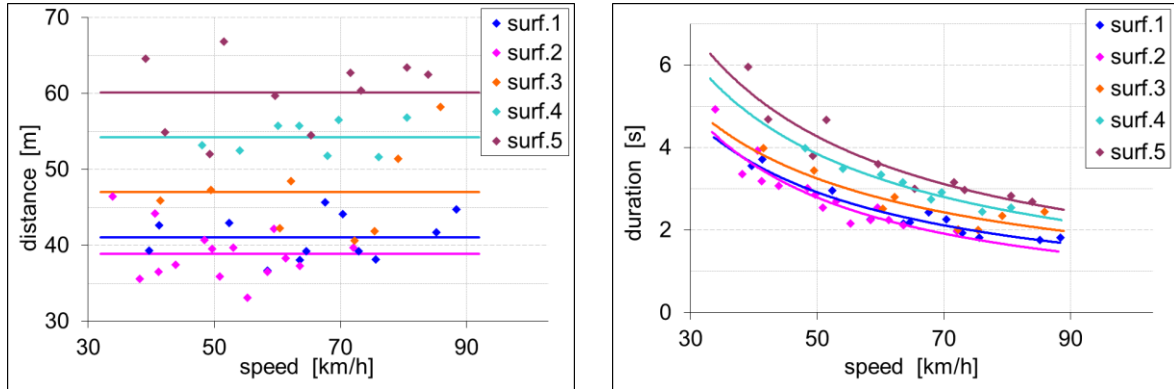 70
60
50
40
30
distance [m]
30
50
70
90
speed [km/h]
surf.1
surf.2
surf.3
surf.4
surf.5
6
4
2
0
duration [s]
30
50
70
90
speed [km/h]
surf.1
surf.2
surf.3
surf.4
surf.5